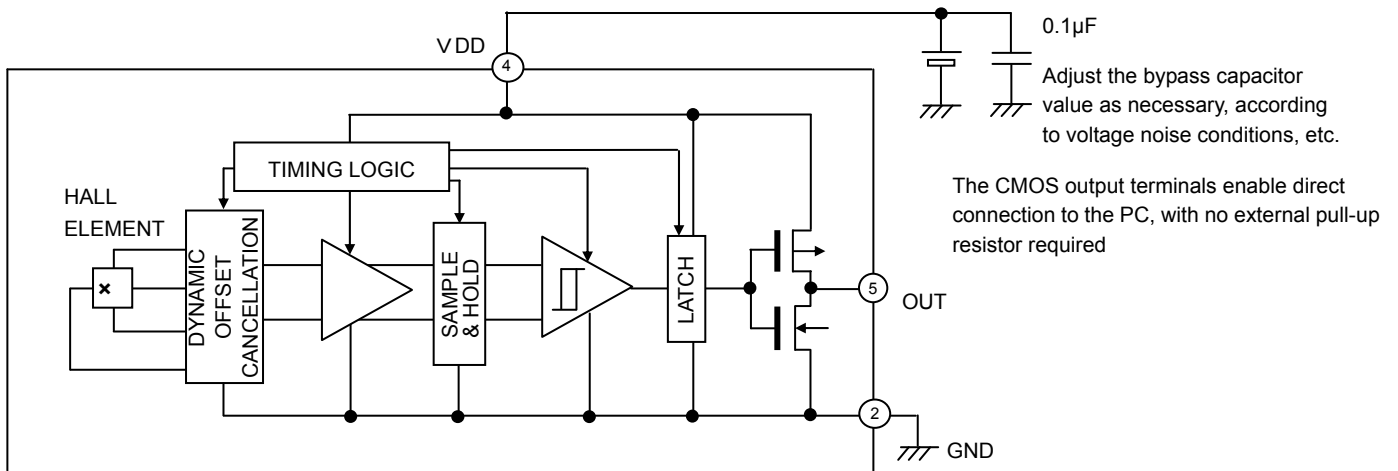 0.1µF
VDD
4
Adjust the bypass capacitor
value as necessary, according
to voltage noise conditions, etc.
TIMING LOGIC
The CMOS output terminals enable direct
connection to the PC, with no external pull-up
resistor required
HALL
ELEMENT
×
DYNAMIC
OFFSET
CANCELLATION
SAMPLE
& HOLD
LATCH
5
OUT
2
GND